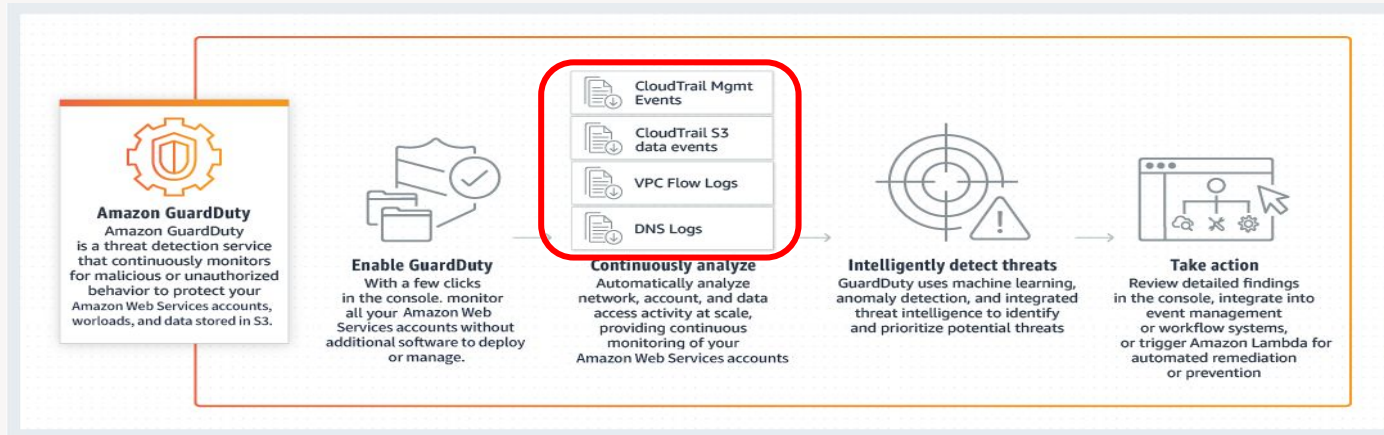 Amazon GuardDuty
Amazon GuardDuty
is a threat detection service
that continuously monitors
for malicious or unauthorized
behavior to protect your
Amazon Web Services accounts,
worloads, and data stored in S3.
Enable GuardDuty
With a few clicks
in the console. monitor
all your Amazon Web
Services accounts without
additional software to deploy
or manage.
CloudTrail Mgmt
Events
CloudTrail S3
data events
VPC Flow Logs
DNS Logs
Continuously analyze
Automatically analyze
network, account, and data
access activity at scale,
providing continuous
monitoring of your
Amazon Web Services accounts
Intelligently detect threats
GuardDuty uses machine learning,
anomaly detection, and integrated
threat intelligence to identify
and prioritize potential threats
Take action
Review detailed findings
in the console, integrate into
event management
or workflow systems,
or trigger Amazon Lambda for
automated remediation
or prevention